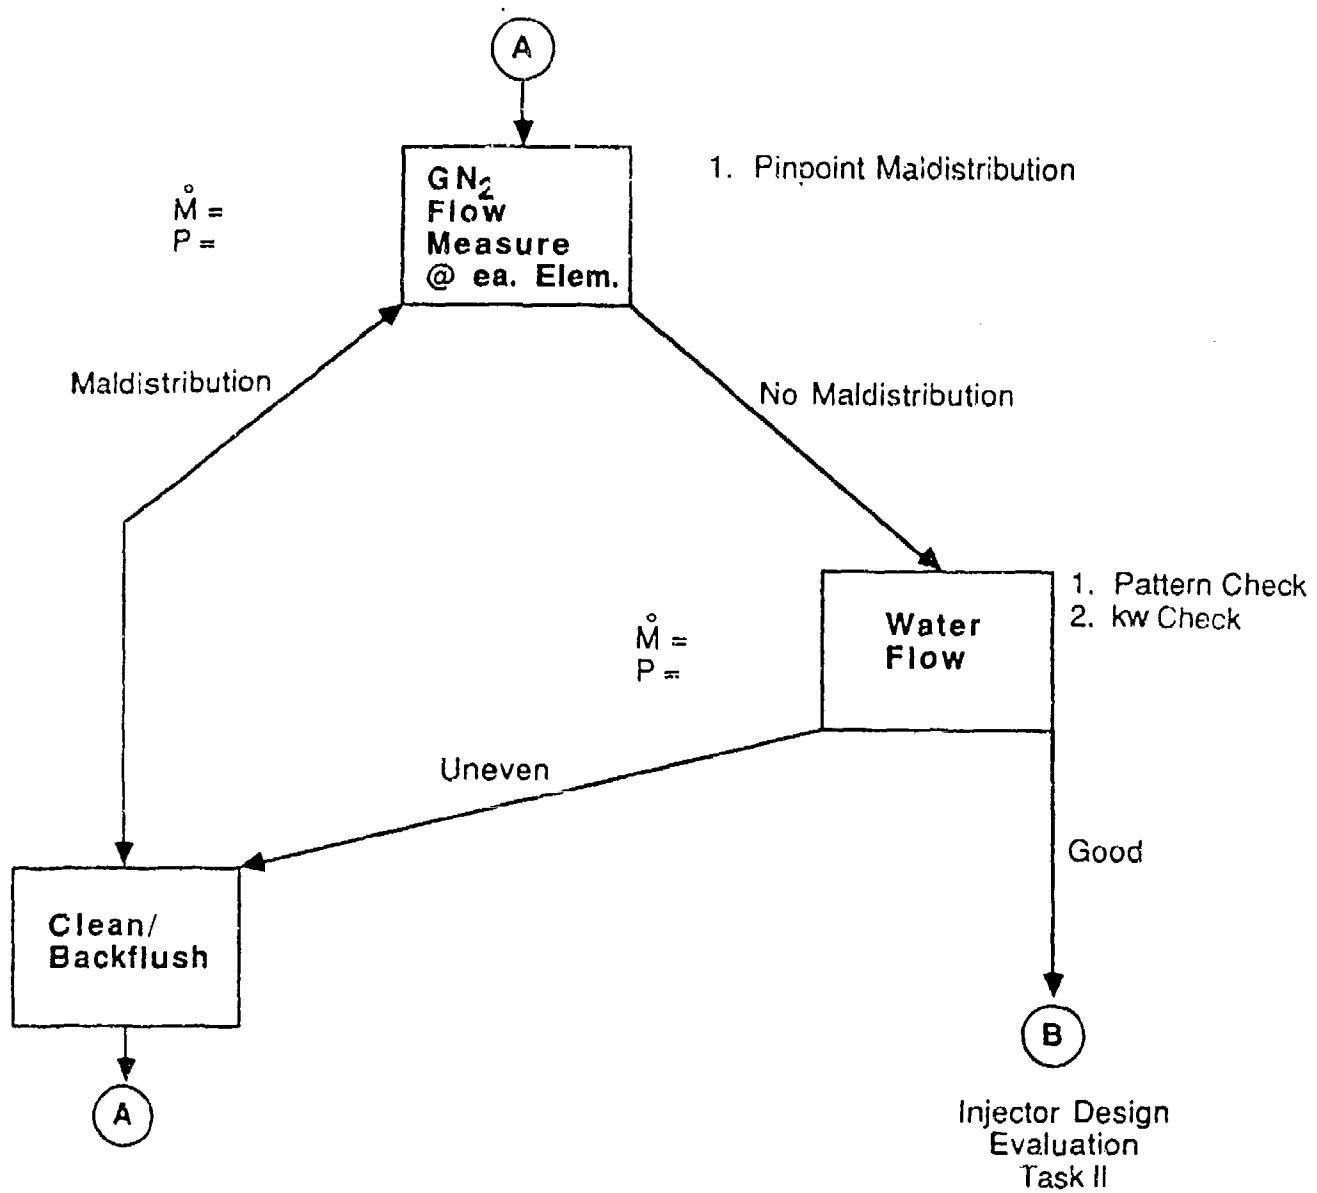 A
GN₂
Flow
Measure
@ ea. Elem.
1. Pinpoint Maldistribution
M̊ =
P =
Maldistribution
No Maldistribution
Water
Flow
1. Pattern Check
2. kw Check
M̊ =
P =
Uneven
Good
Clean/
Backflush
A
B
Injector Design
Evaluation
Task II